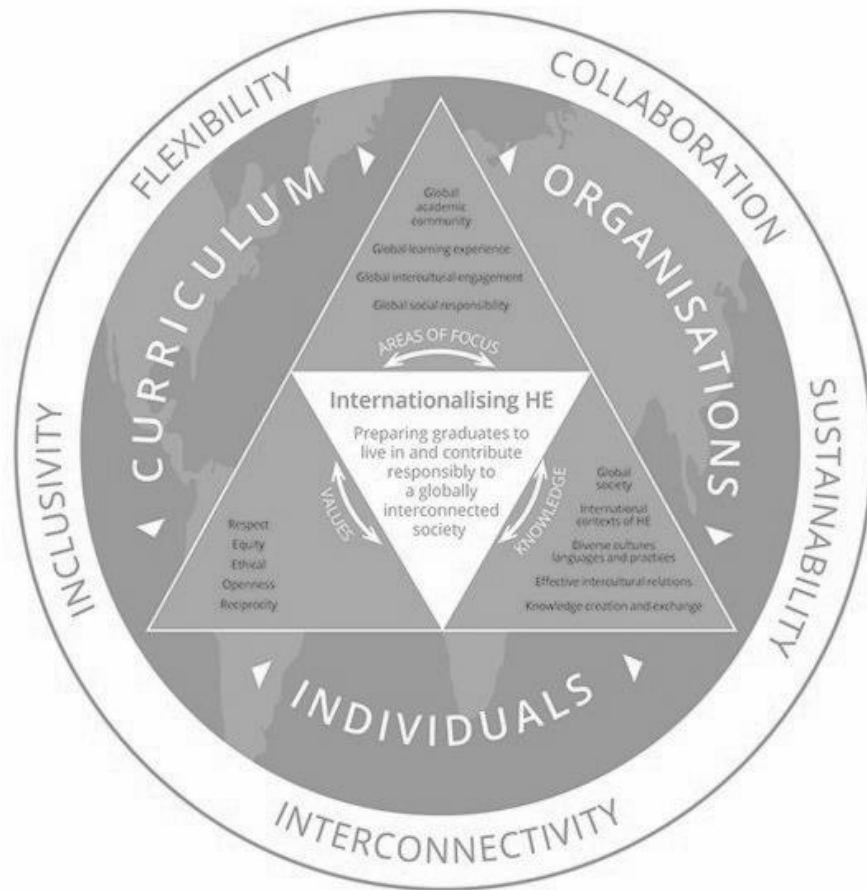 FLEXIBILITY
COLLABORATION
SUSTAINABILITY
INTERCONNECTIVITY
INCLUSIVITY
CURRICULUM
ORGANISATIONS
INDIVIDUALS
Global
academic
community
Global learning experience
Global intercultural engagement
Global social responsibility
AREAS OF FOCUS
Internationalising HE
Preparing graduates to
live in and contribute
responsibly to
a globally
interconnected
society
VALUES
KNOWLEDGE
Respect
Equity
Ethical
Openness
Reciprocity
Global
society
International
contexts of HE
Diverse cultures
languages and practices
Effective intercultural relations
Knowledge creation and exchange